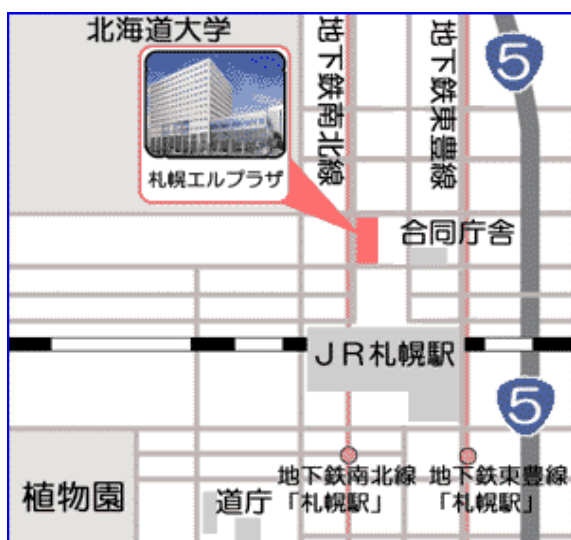 北海道大学
地下鉄南北線
地下鉄東豊線
5
札幌エルプラザ
合同庁舎
JR札幌駅
5
地下鉄南北線
「札幌駅」
地下鉄東豊線
「札幌駅」
植物園
道庁